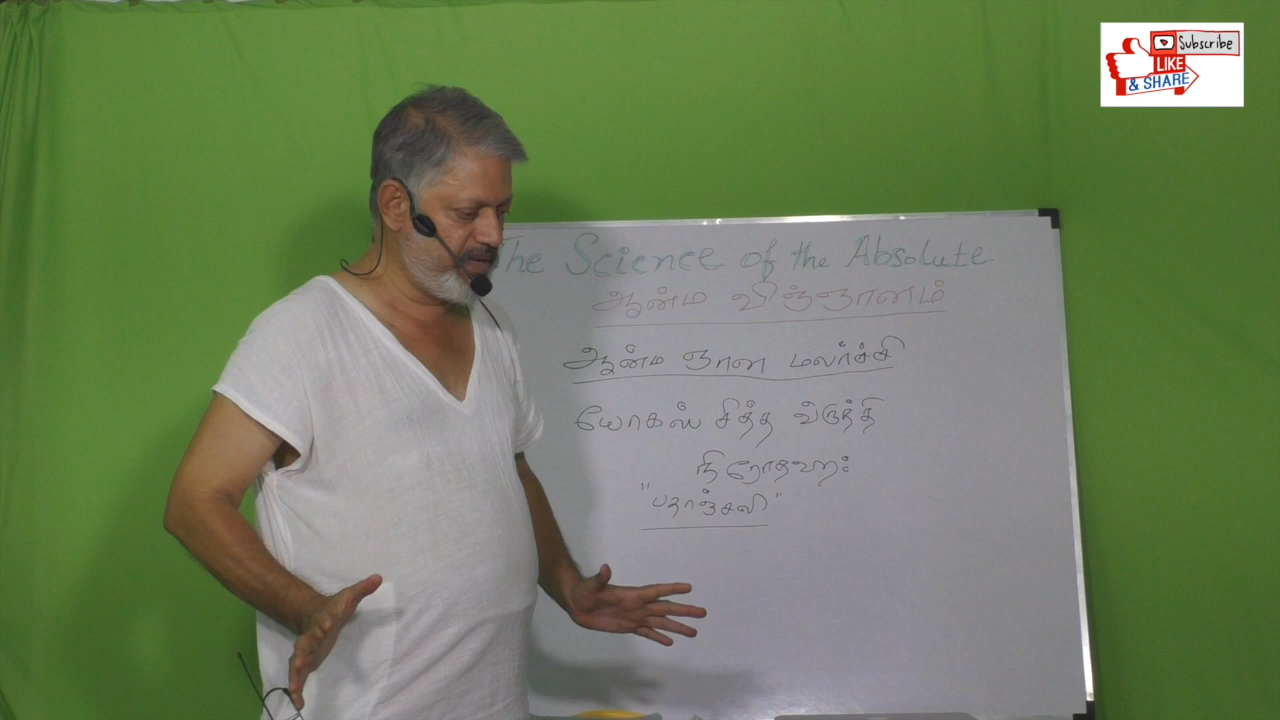 Subscribe
LIKE
& SHARE
The Science of the Absolute
ஆன்ம விஞ்ஞானம்
ஆன்ம ஞான மலர்ச்சி
யோகஸ் சித்த விருத்தி
நிரோதஹ:
"பதாஞ்சலி"